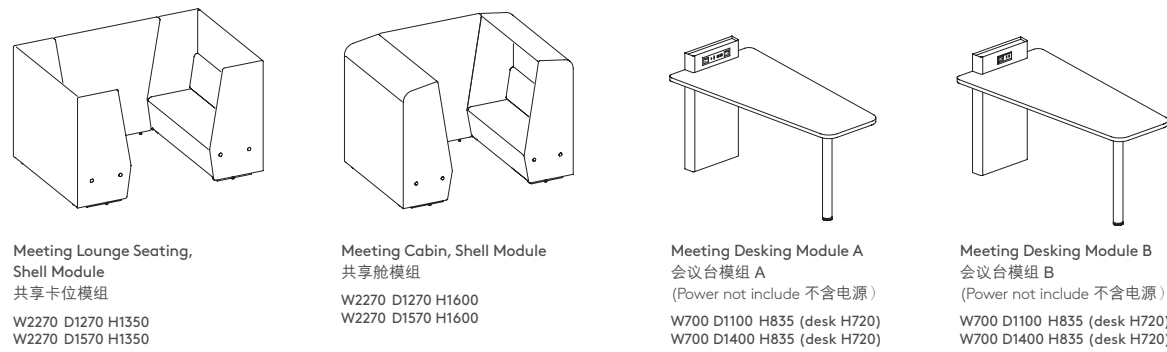 Meeting Lounge Seating,
Shell Module
共享卡位模组
W2270 D1270 H1350
W2270 D1570 H1350
Meeting Cabin, Shell Module
共享舱模组
W2270 D1270 H1600
W2270 D1570 H1600
Meeting Desking Module A
会议台模组 A
(Power not include 不含电源）
W700 D1100 H835 (desk H720)
W700 D1400 H835 (desk H720)
Meeting Desking Module B
会议台模组 B
(Power not include 不含电源）
W700 D1100 H835 (desk H720)
W700 D1400 H835 (desk H720)